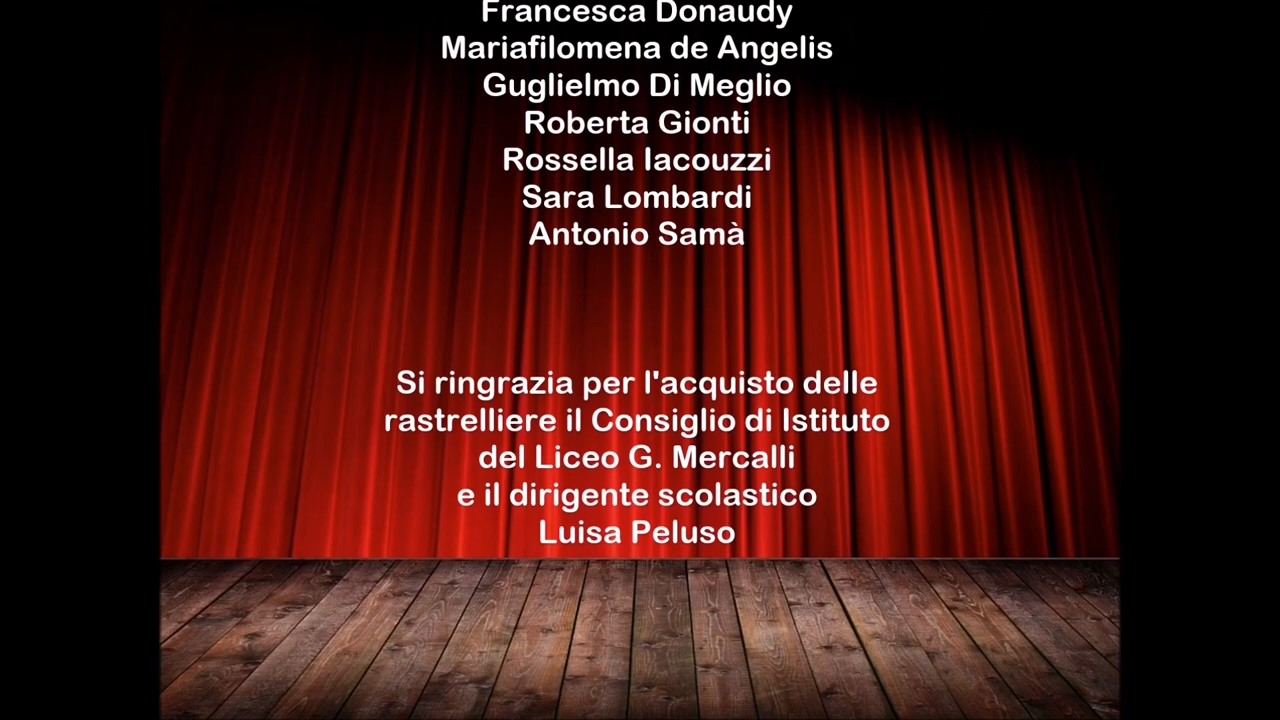 Francesca Donaudy
Mariafilomena de Angelis
Guglielmo Di Meglio
Roberta Gionti
Rossella Iacouzzi
Sara Lombardi
Antonio Samà
Si ringrazia per l'acquisto delle
rastrelliere il Consiglio di Istituto
del Liceo G. Mercalli
e il dirigente scolastico
Luisa Peluso